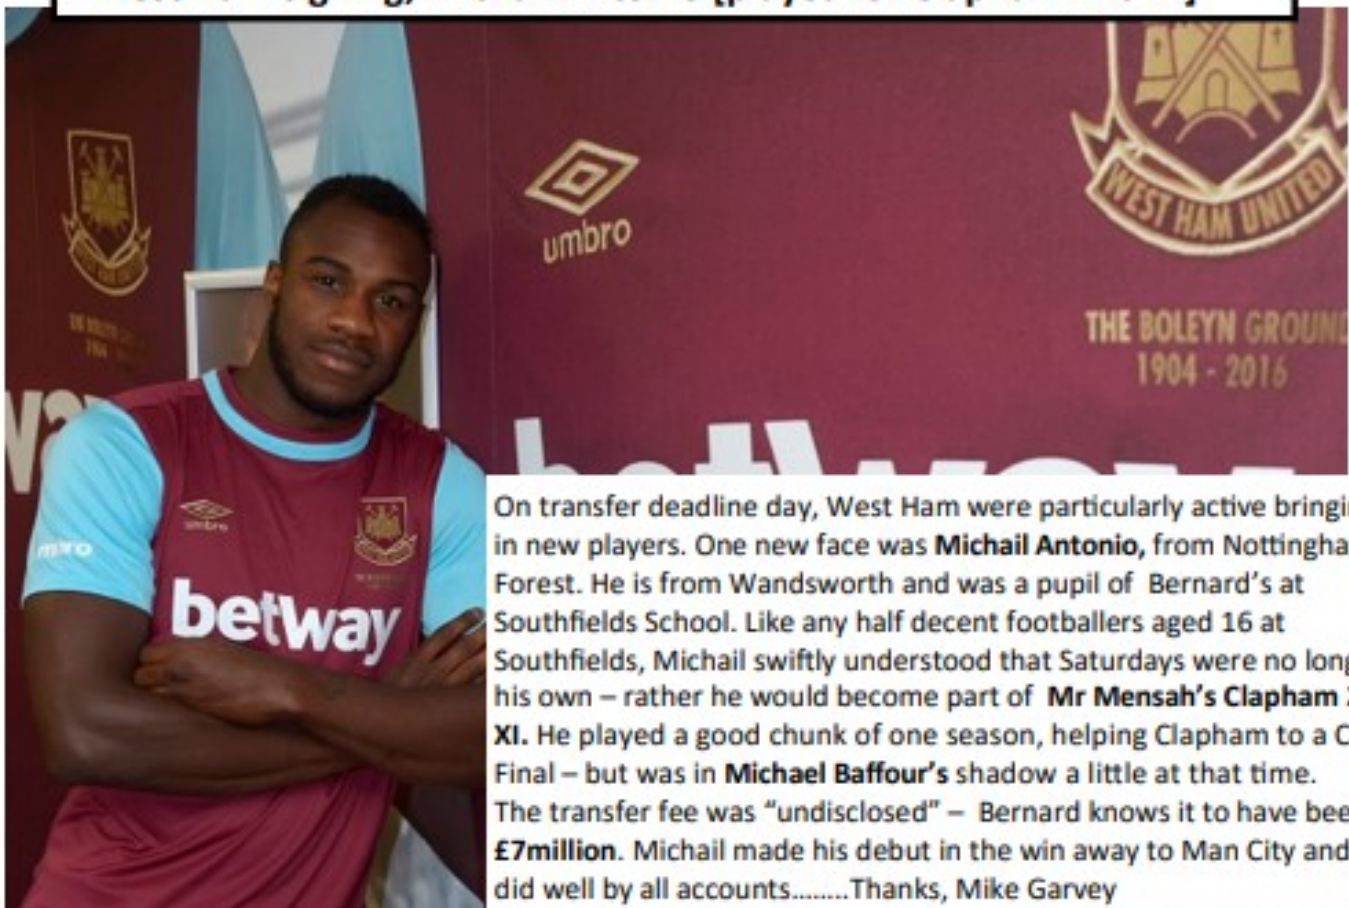 umbro
WEST HAM UNITED
THE BOLEYN GROUND
1904 - 2016
betway
umbro
betway
On transfer deadline day, West Ham were particularly active bringi
in new players. One new face was Michail Antonio, from Nottingha
Forest. He is from Wandsworth and was a pupil of Bernard's at
Southfields School. Like any half decent footballers aged 16 at
Southfields, Michail swiftly understood that Saturdays were no long
his own – rather he would become part of Mr Mensah's Clapham
XI. He played a good chunk of one season, helping Clapham to a C
Final – but was in Michael Baffour's shadow a little at that time.
The transfer fee was “undisclosed” – Bernard knows it to have bee
£7million. Michail made his debut in the win away to Man City and
did well by all accounts........Thanks, Mike Garvey